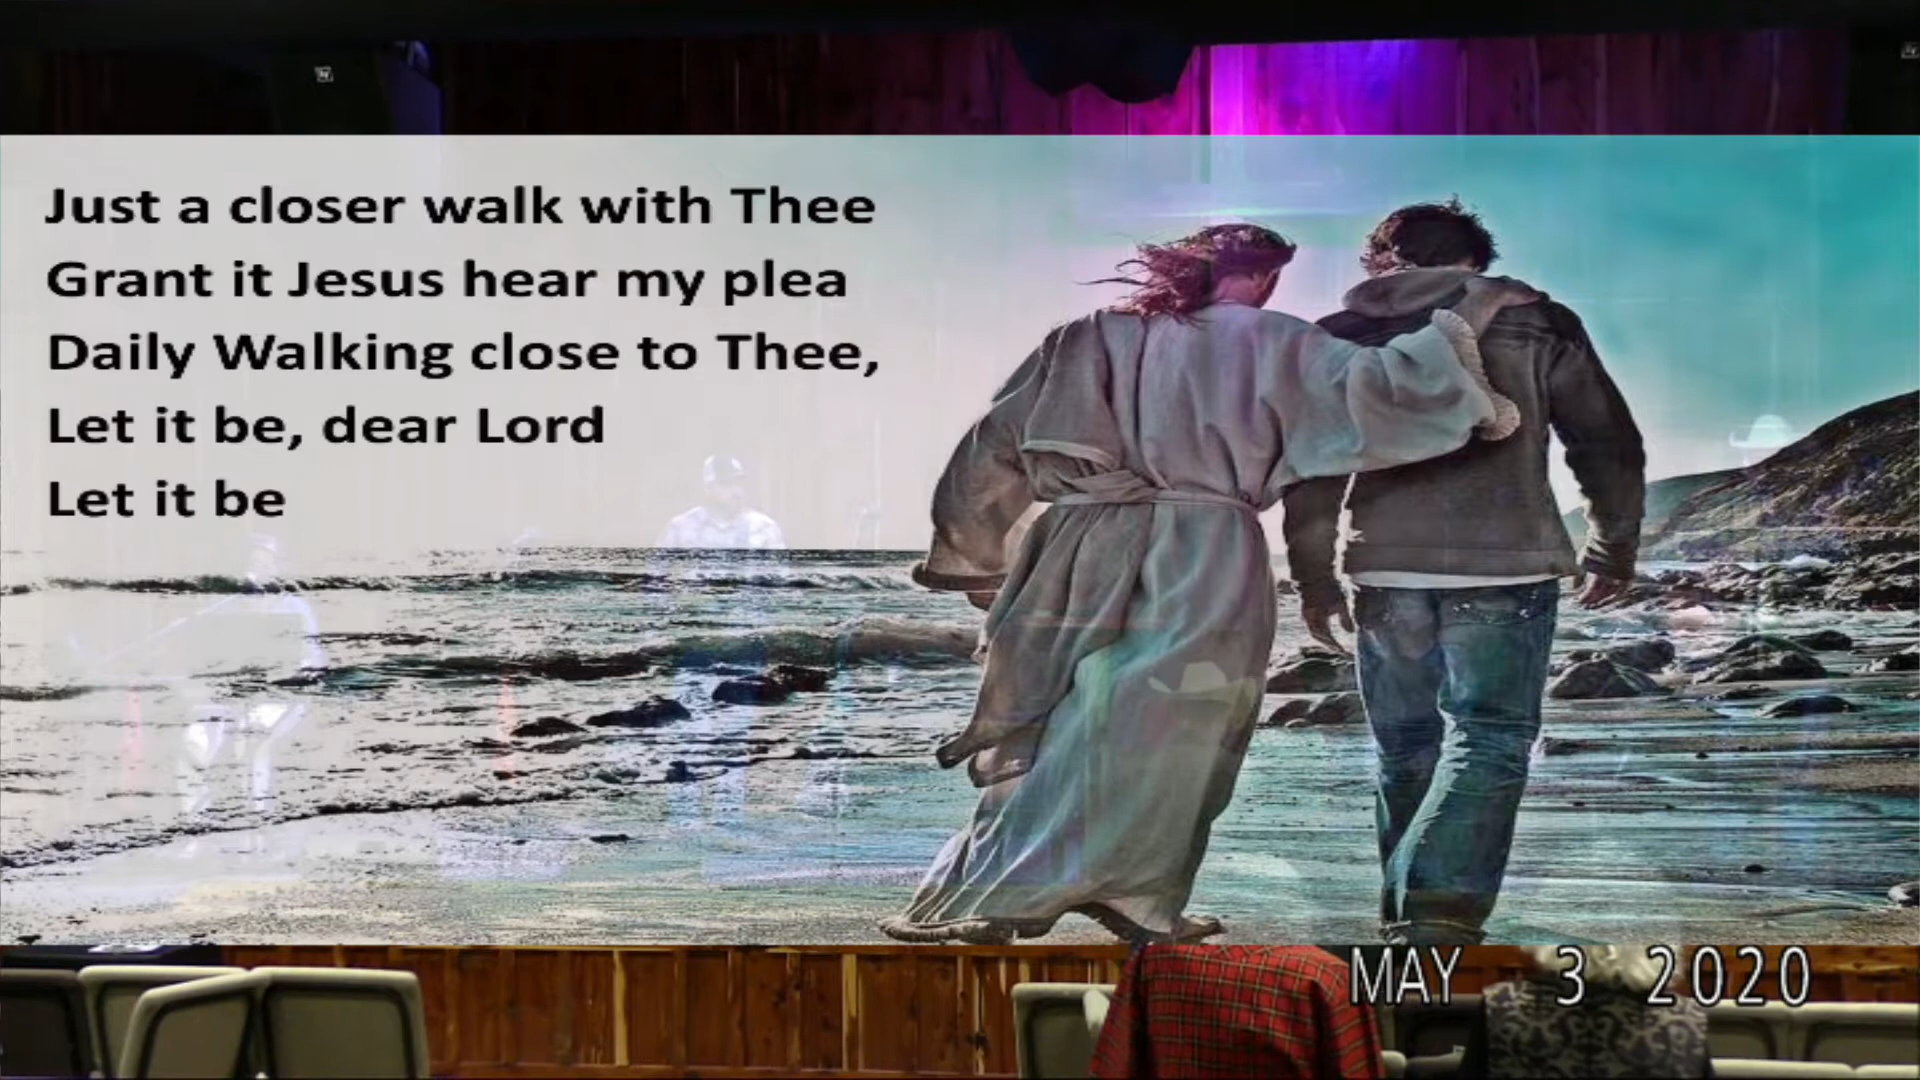 Just a closer walk with Thee
Grant it Jesus hear my plea
Daily Walking close to Thee,
Let it be, dear Lord
Let it be
MAY 3 2020